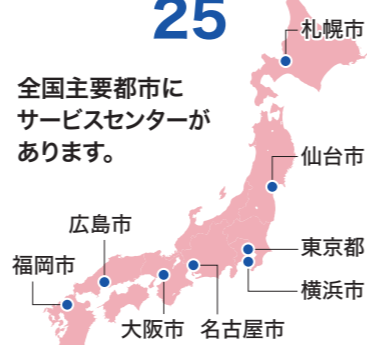 25
全国主要都市に
サービスセンターが
あります。
札幌市
仙台市
広島市
東京都
福岡市
横浜市
大阪市
名古屋市